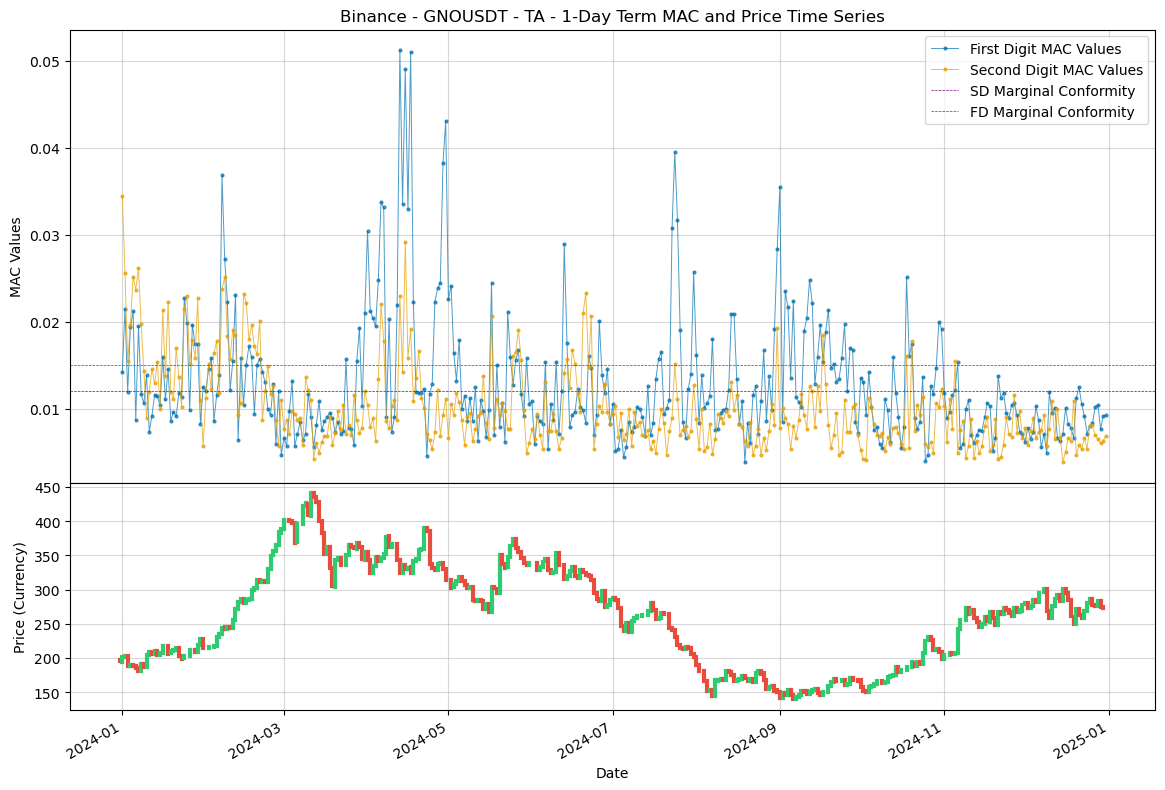 Binance - GNOUSDT - TA - 1-Day Term MAC and Price Time Series
First Digit MAC Values
Second Digit MAC Values
SD Marginal Conformity
FD Marginal Conformity
MAC Values
0.05
0.04
0.03
0.02
0.01
Price (Currency)
450
400
350
300
250
200
150
2024-01
2024-03
2024-05
2024-07
2024-09
2024-11
2025-01
Date